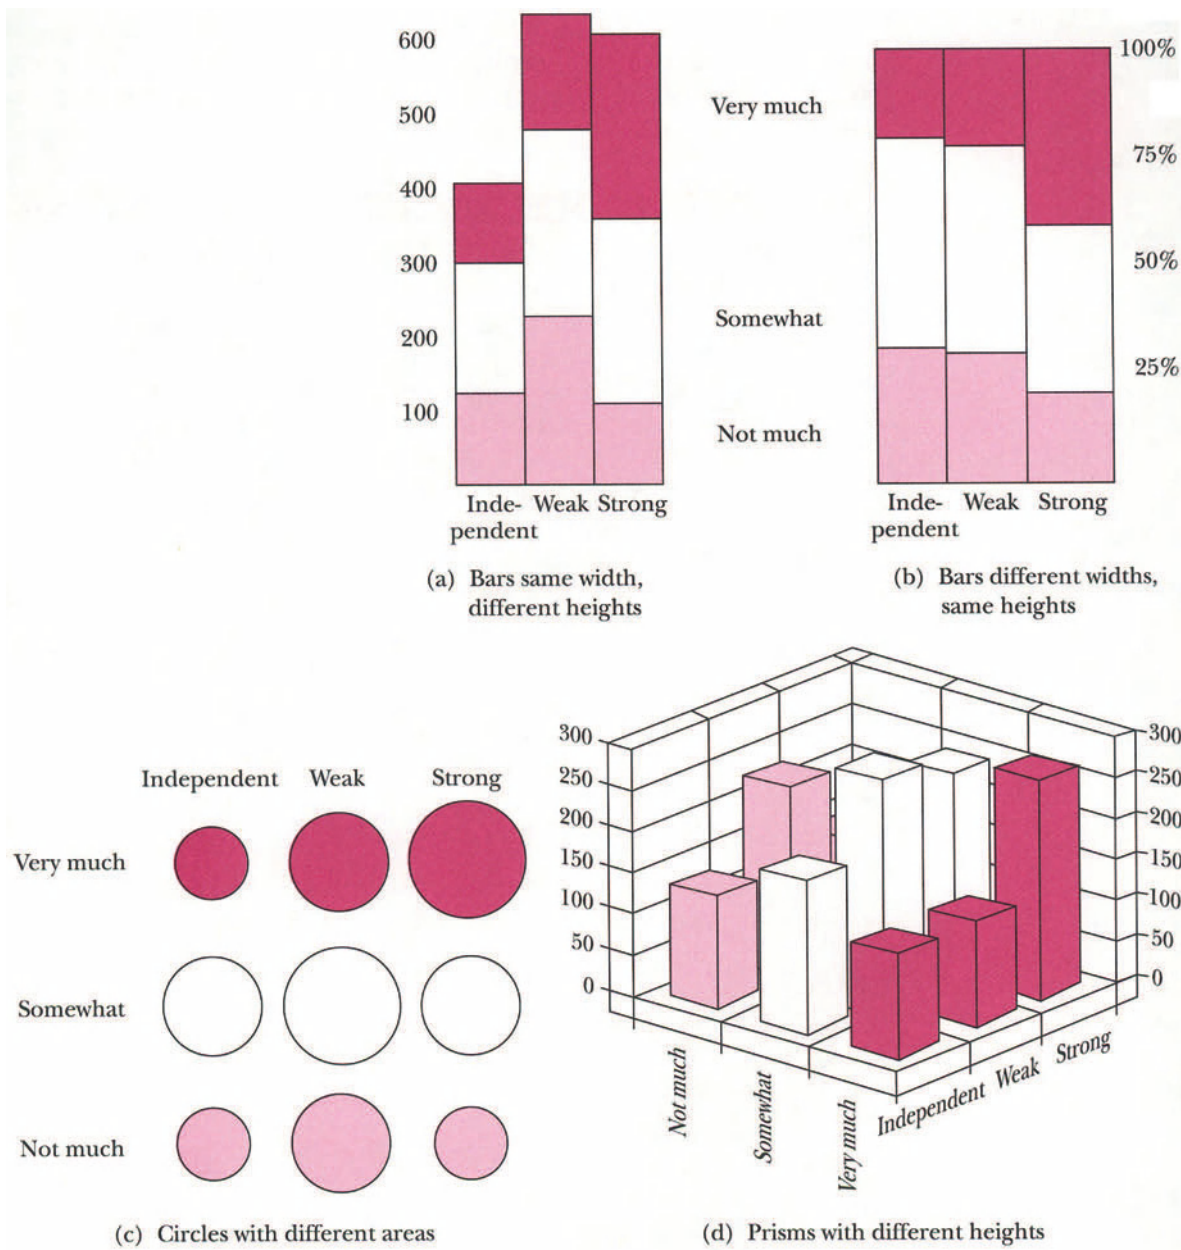 600
500
400
300
200
100
Inde- Weak Strong
pendent
(a) Bars same width,
different heights
Very much
Somewhat
Not much
100%
75%
50%
25%
Inde- Weak Strong
pendent
(b) Bars different widths,
same heights
Independent Weak Strong
Very much
Somewhat
Not much
(c) Circles with different areas
300
250
200
150
100
50
0
300
250
200
150
100
50
0
Not much
Somewhat
Very much
Independent
Weak
Strong
(d) Prisms with different heights